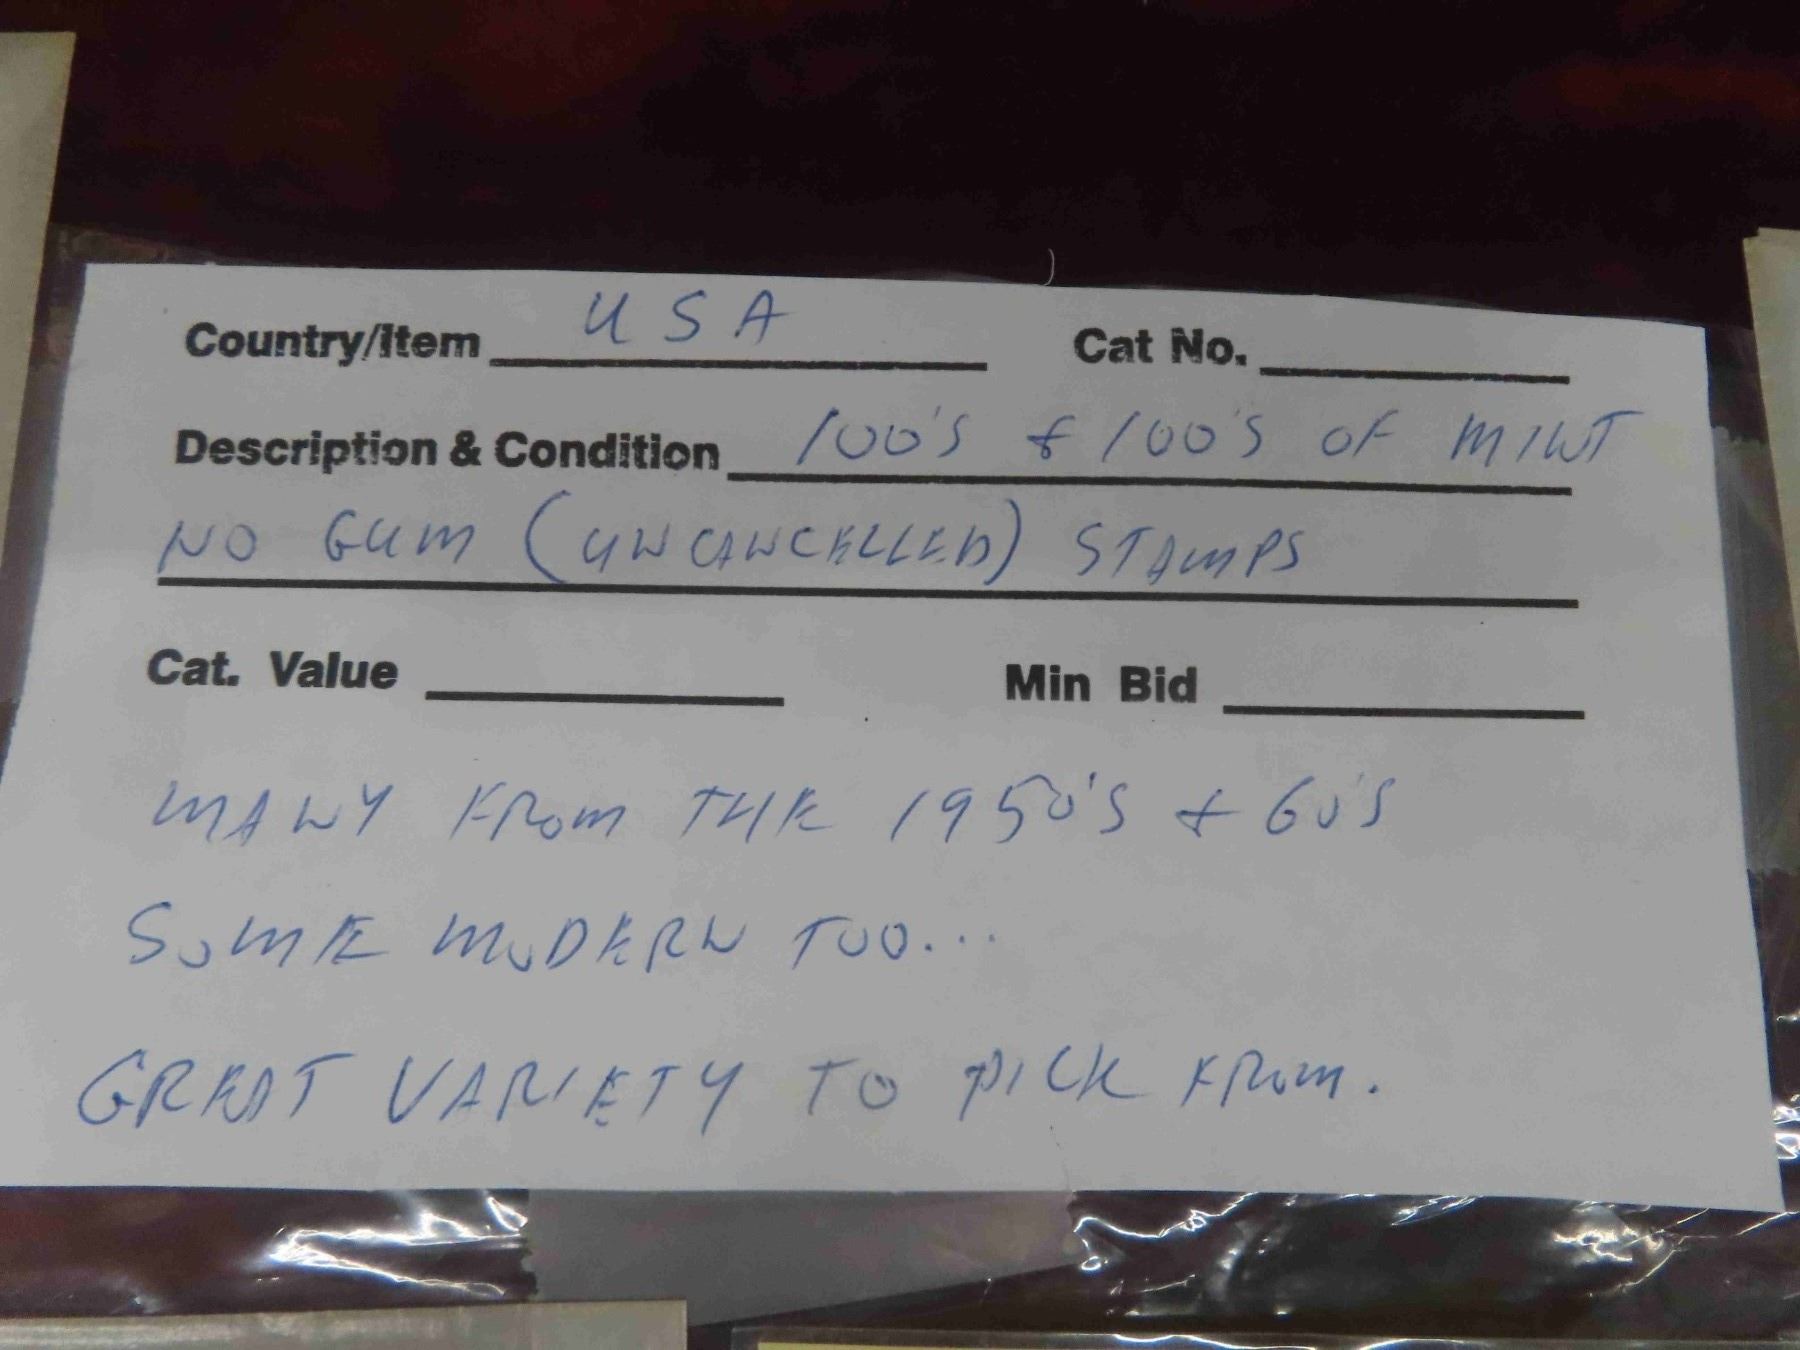 Country/Item USA Cat No.
Description & Condition 100's & 100's OF MINT
NO GUM (UNCANCELLED) STAMPS
Cat. Value Min Bid
MANY FROM THE 1950'S & 60'S
SOME MODERN TOO...
GREAT VARIETY TO PICK FROM.